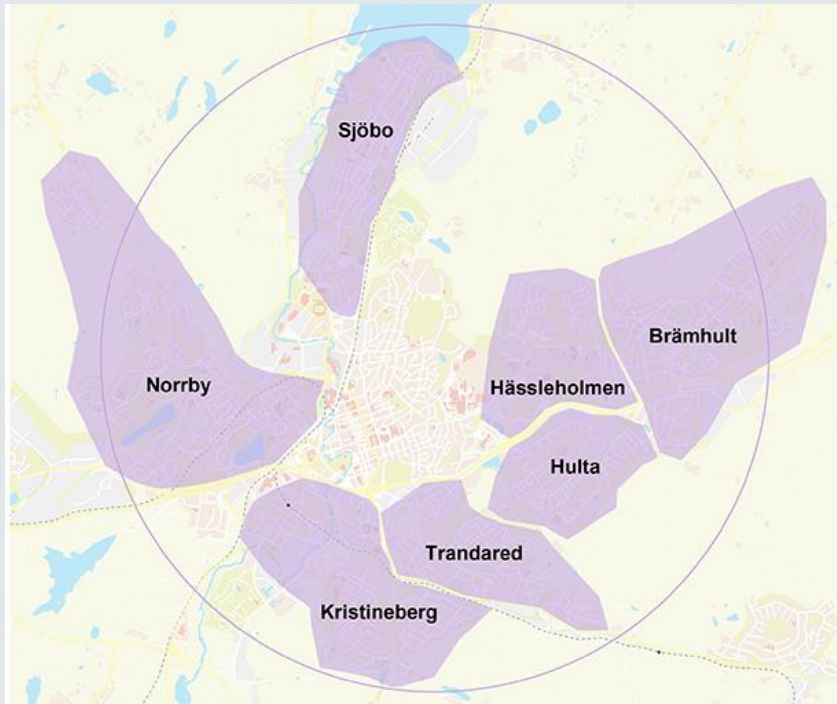 Sjöbo
Brämhult
Norrby
Hässleholmen
Hulta
Trandared
Kristineberg